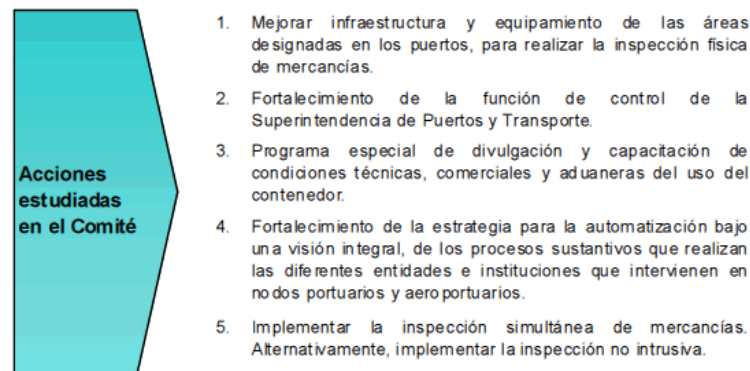 Acciones
estudiadas
en el Comité
1. Mejorar infraestructura y equipamiento de las áreas
designadas en los puertos, para realizar la inspección física
de mercancías.
2. Fortalecimiento de la función de control de la
Superintendencia de Puertos y Transporte.
3. Programa especial de divulgación y capacitación de
condiciones técnicas, comerciales y aduaneras del uso del
contenedor.
4. Fortalecimiento de la estrategia para la automatización bajo
una visión integral, de los procesos sustantivos que realizan
las diferentes entidades e instituciones que intervienen en
nodos portuarios y aeroportuarios.
5. Implementar la inspección simultánea de mercancías.
Alternativamente, implementar la inspección no intrusiva.